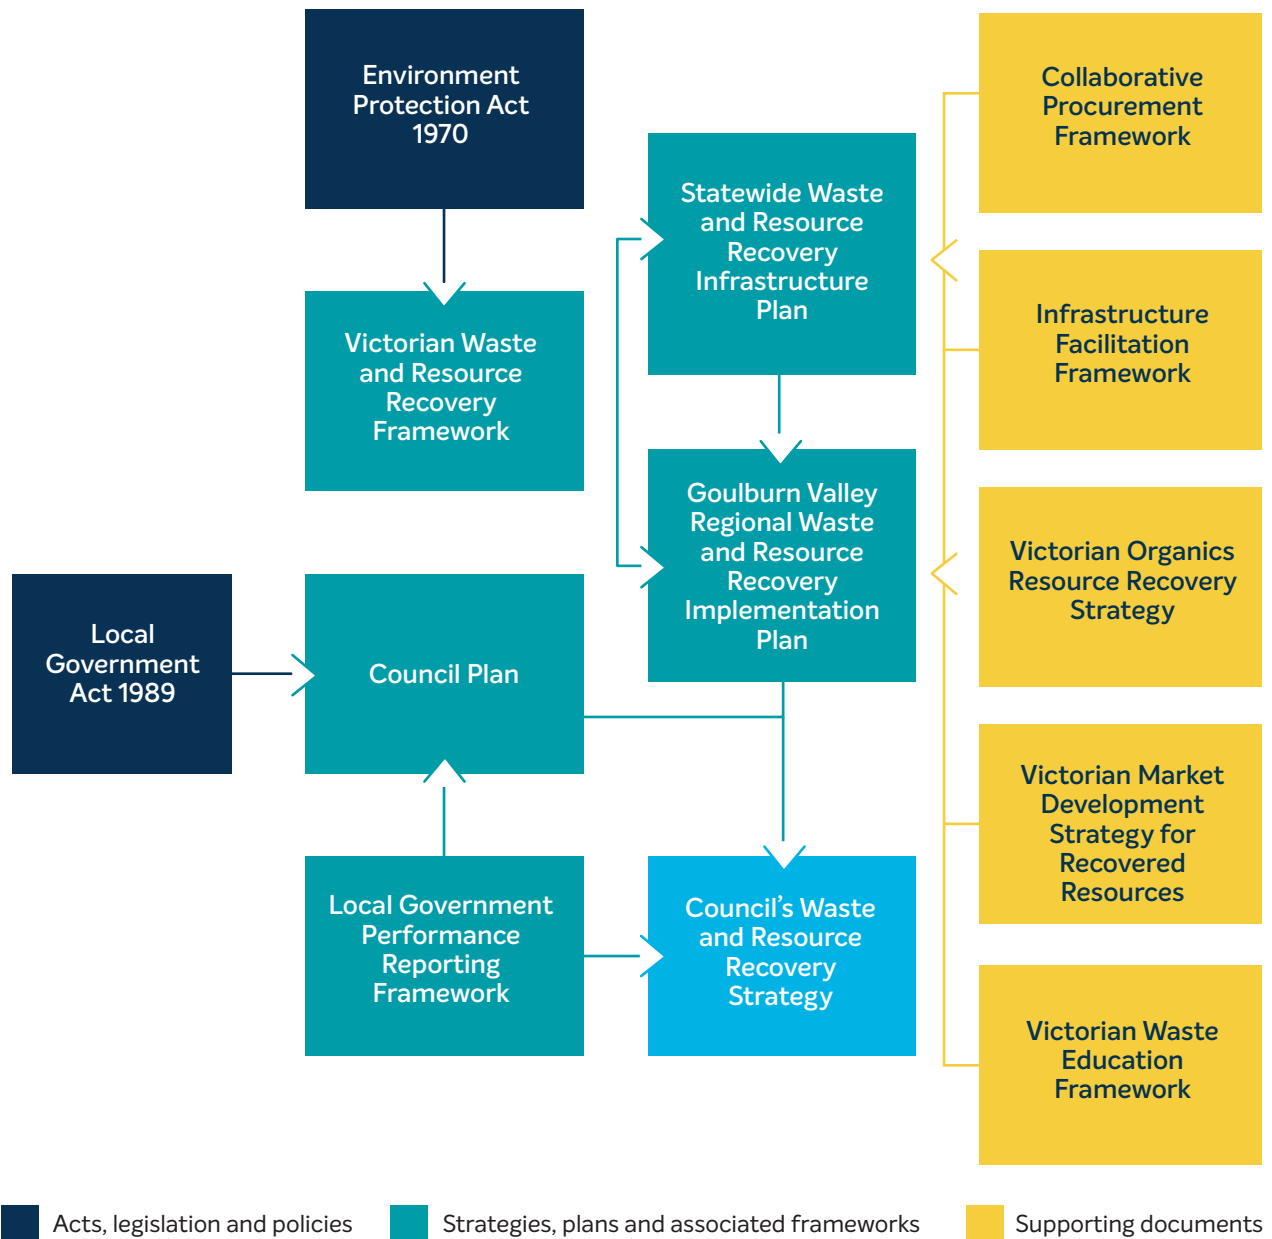 Environment
Protection Act
1970
Victorian Waste
and Resource
Recovery
Framework
Statewide Waste
and Resource
Recovery
Infrastructure
Plan
Goulburn Valley
Regional Waste
and Resource
Recovery
Implementation
Plan
Local
Government
Act 1989
Council Plan
Local Government
Performance
Reporting
Framework
Council’s Waste
and Resource
Recovery
Strategy
Collaborative
Procurement
Framework
Infrastructure
Facilitation
Framework
Victorian Organics
Resource Recovery
Strategy
Victorian Market
Development
Strategy for
Recovered
Resources
Victorian Waste
Education
Framework
Acts, legislation and policies
Strategies, plans and associated frameworks
Supporting documents